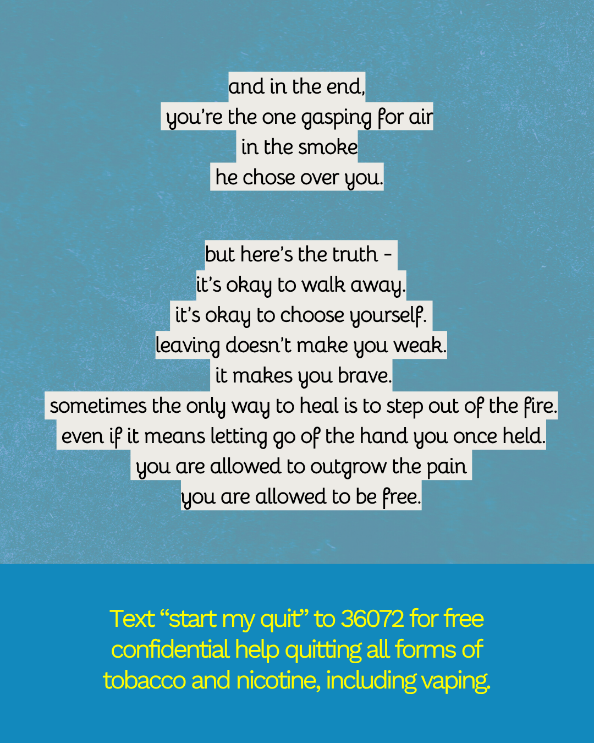 and in the end,
you're the one gasping for air
in the smoke
he chose over you.
but here's the truth -
it's okay to walk away.
it's okay to choose yourself.
leaving doesn't make you weak.
it makes you brave.
sometimes the only way to heal is to step out of the fire.
even if it means letting go of the hand you once held.
you are allowed to outgrow the pain
you are allowed to be free.
Text “start my quit” to 36072 for free
confidential help quitting all forms of
tobacco and nicotine, including vaping.